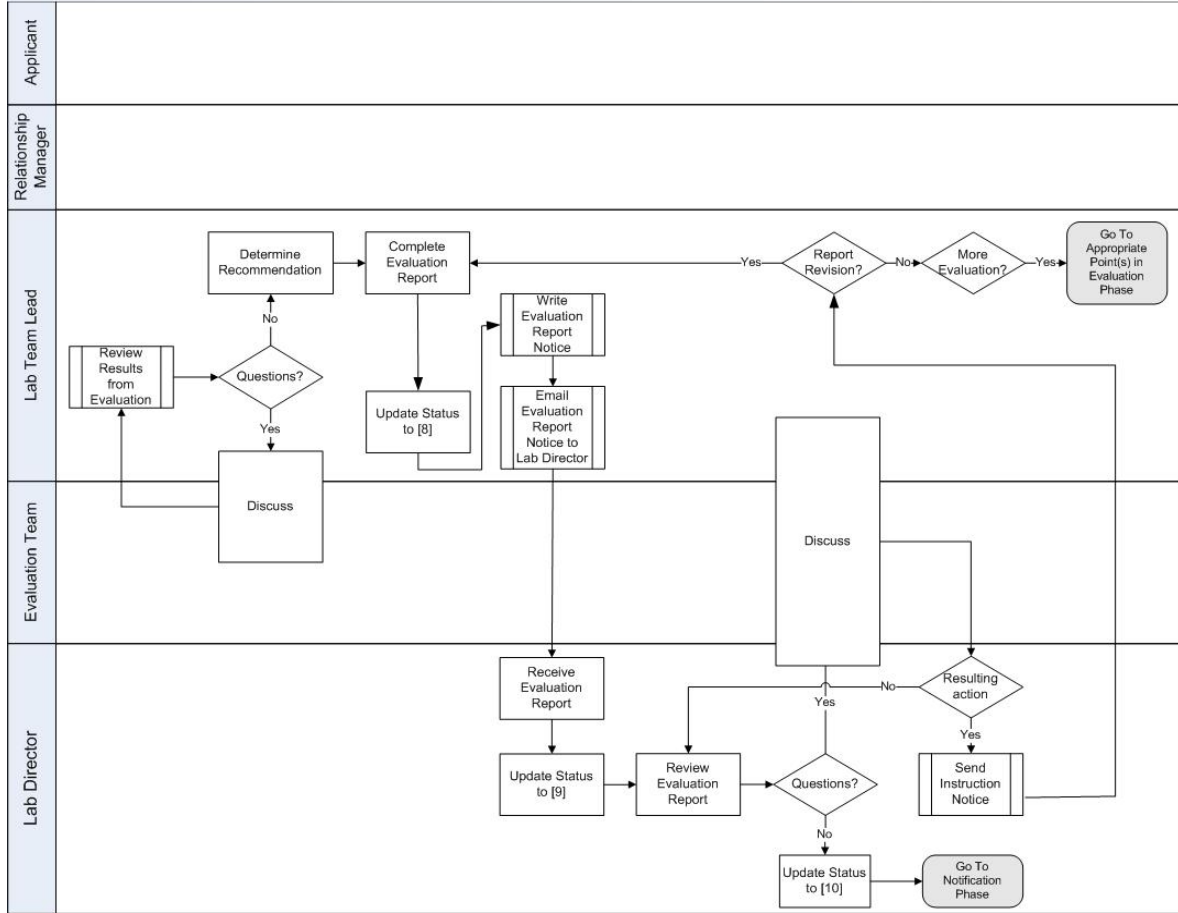 Applicant
Relationship
Manager
Lab Team Lead
Determine
Recommendation
Complete
Evaluation
Report
Yes
Report
Revision?
No
More
Evaluation?
Yes
Go To
Appropriate
Point(s) in
Evaluation
Phase
No
Write
Evaluation
Report
Notice
Review
Results
from
Evaluation
Questions?
Yes
Update Status
to [8]
Email
Evaluation
Report
Notice to
Lab Director
Evaluation Team
Discuss
Discuss
Lab Director
Receive
Evaluation
Report
No
Resulting
action
Yes
Yes
Update Status
to [9]
Review
Evaluation
Report
Questions?
Send
Instruction
Notice
No
Update Status
to [10]
Go To
Notification
Phase